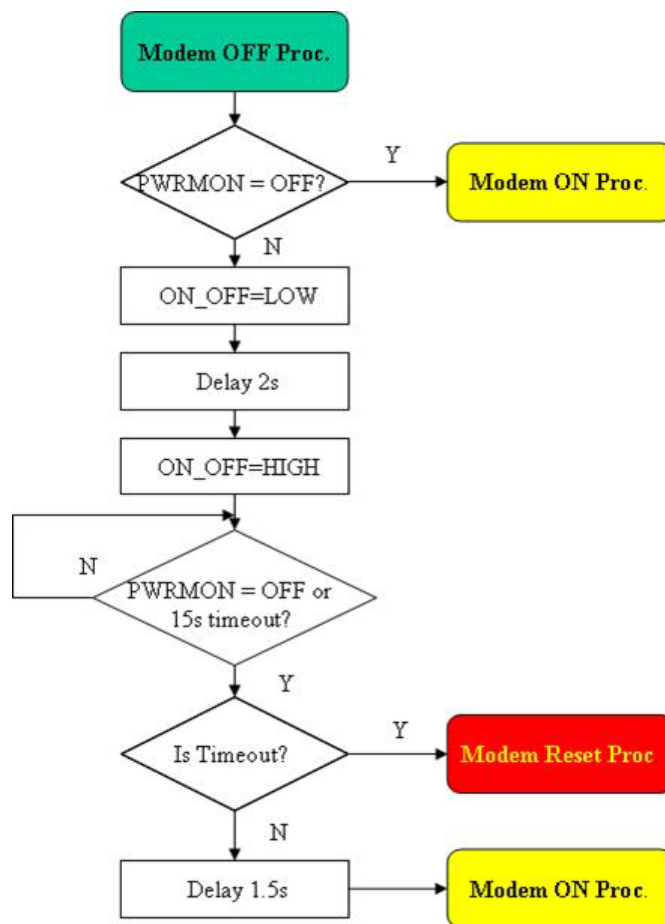 Modem OFF Proc.
PWRMON = OFF?
Y
Modem ON Proc.
N
ON_OFF=LOW
Delay 2s
ON_OFF=HIGH
N
PWRMON = OFF or
15s timeout?
Y
Is Timeout?
Y
Modem Reset Proc
N
Delay 1.5s
Modem ON Proc.